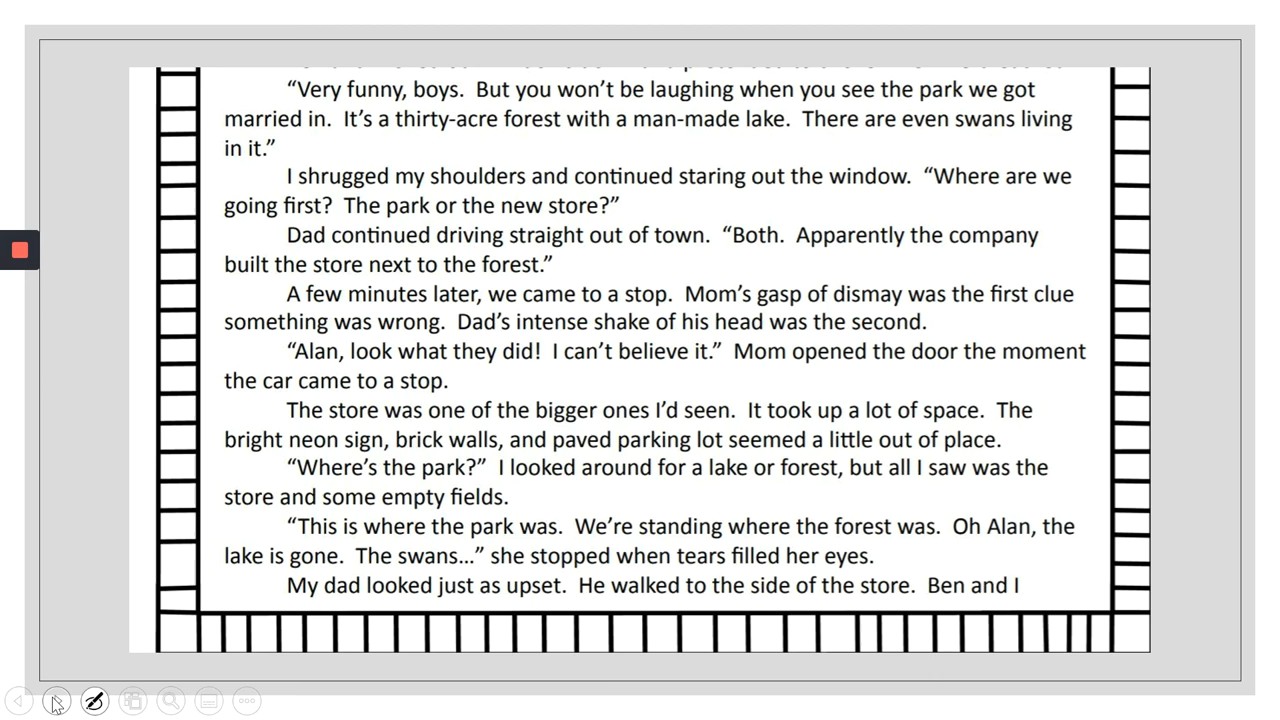 “Very funny, boys.  But you won’t be laughing when you see the park we got
married in.  It’s a thirty-acre forest with a man-made lake.  There are even swans living
in it.”
I shrugged my shoulders and continued staring out the window.  “Where are we
going first?  The park or the new store?”
Dad continued driving straight out of town.  “Both.  Apparently the company
built the store next to the forest.”
A few minutes later, we came to a stop.  Mom’s gasp of dismay was the first clue
something was wrong.  Dad’s intense shake of his head was the second.
“Alan, look what they did!  I can’t believe it.”  Mom opened the door the moment
the car came to a stop.
The store was one of the bigger ones I’d seen.  It took up a lot of space.  The
bright neon sign, brick walls, and paved parking lot seemed a little out of place.
“Where’s the park?”  I looked around for a lake or forest, but all I saw was the
store and some empty fields.
“This is where the park was.  We’re standing where the forest was.  Oh Alan, the
lake is gone.  The swans…” she stopped when tears filled her eyes.
My dad looked just as upset.  He walked to the side of the store.  Ben and I